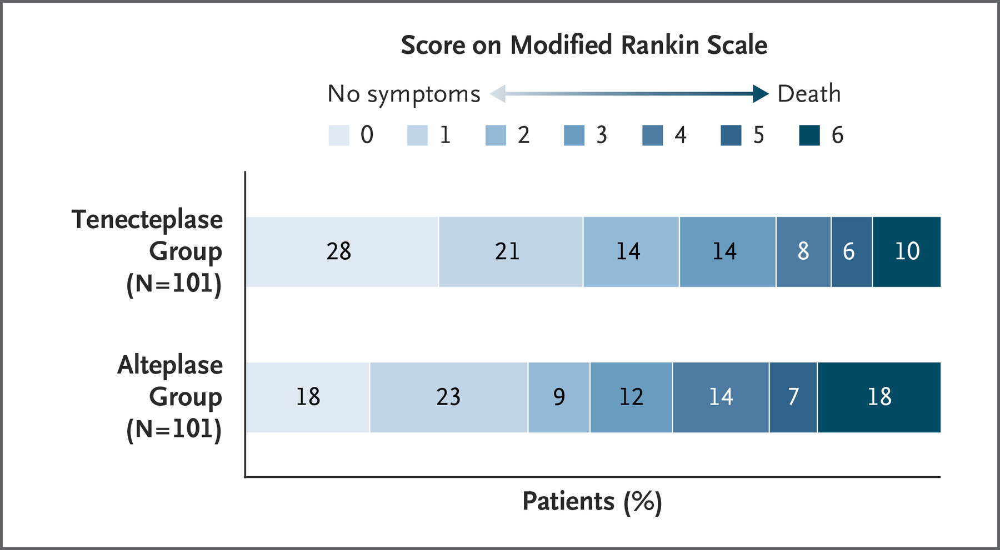 Score on Modified Rankin Scale
No symptoms Death
0 1 2 3 4 5 6
Tenecteplase
Group
(N=101)
28 21 14 14 8 6 10
Alteplase
Group
(N=101)
18 23 9 12 14 7 18
Patients (%)